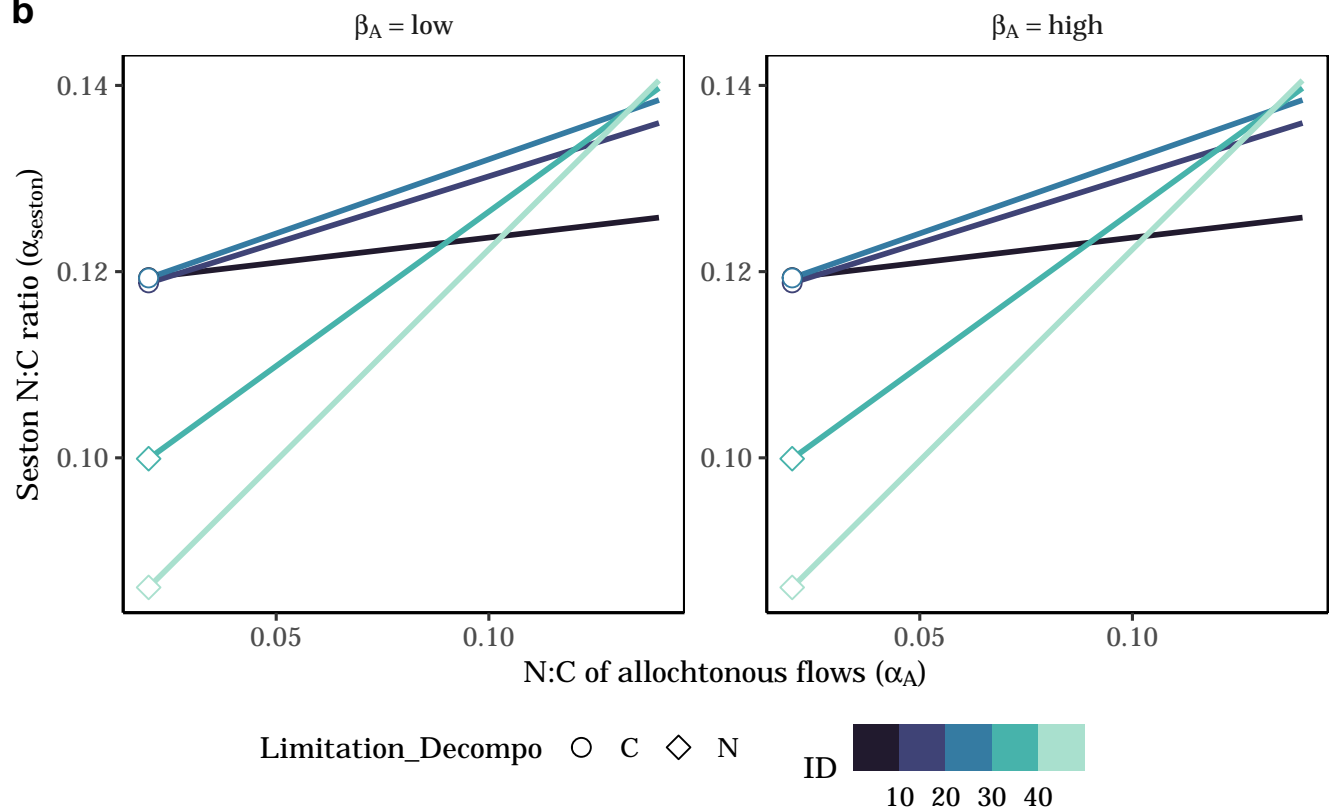 b
βA = low
βA = high
Seston N:C ratio (αseston)
0.14
0.12
0.10
0.14
0.12
0.10
0.05
0.10
0.05
0.10
N:C of allochtonous flows (αA)
Limitation_Decompo C N
ID
10 20 30 40